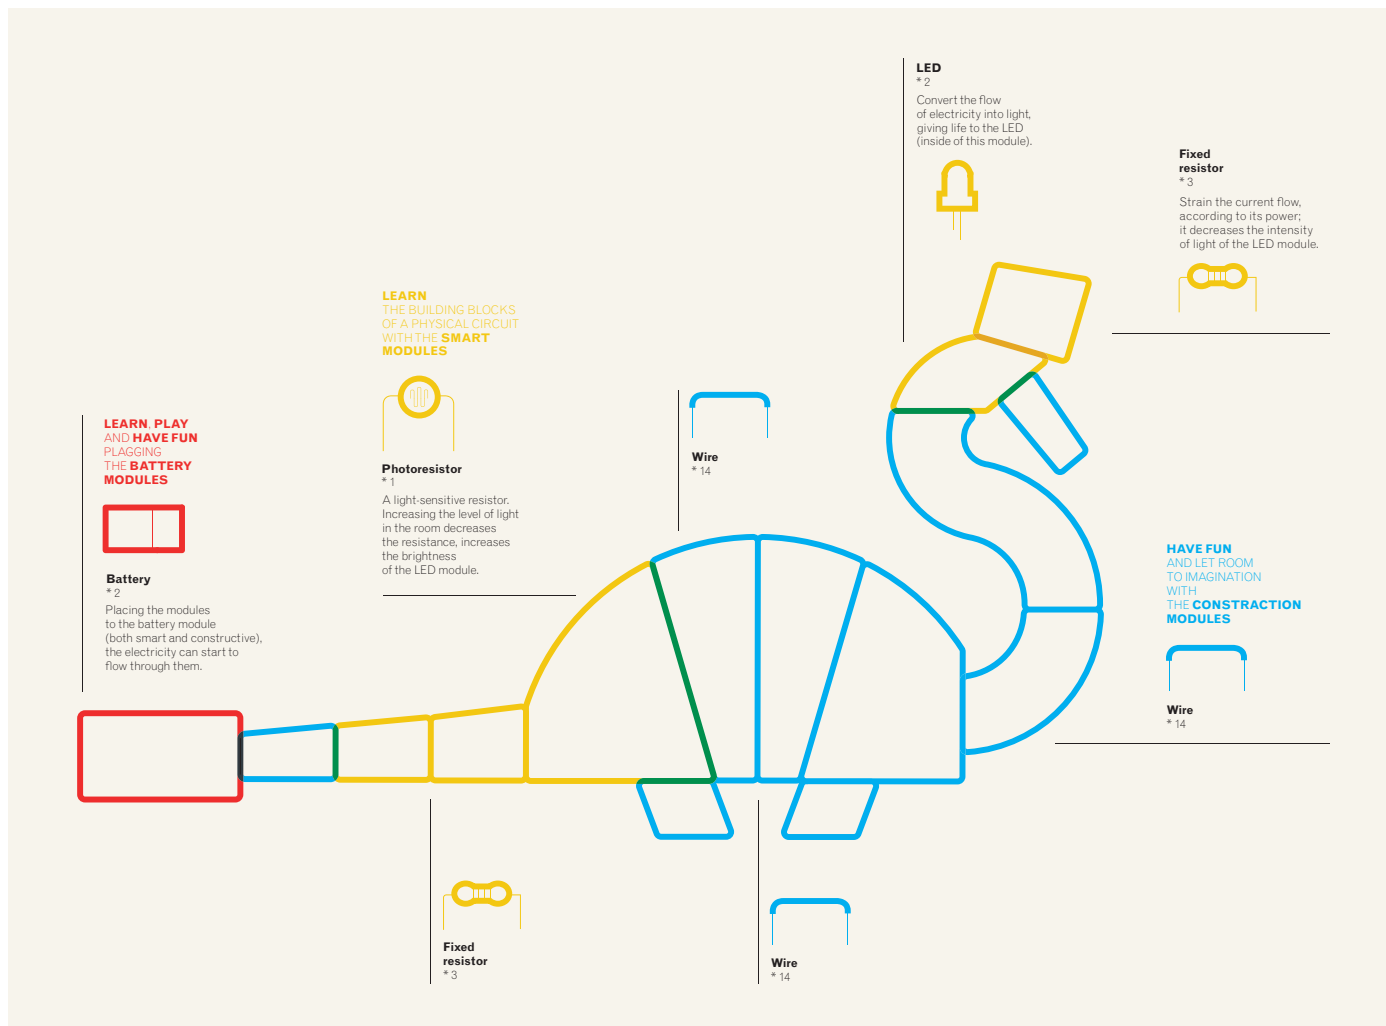 LED
* 2
Convert the flow
of electricity into light,
giving life to the LED
(inside of this module).
Fixed
resistor
* 3
Strain the current flow,
according to its power;
it decreases the intensity
of light of the LED module.
LEARN
THE BUILDING BLOCKS
OF A PHYSICAL CIRCUIT
WITH THE SMART
MODULES
Photoresistor
* 1
A light-sensitive resistor.
Increasing the level of light
in the room decreases
the resistance, increases
the brightness
of the LED module.
Wire
* 14
LEARN, PLAY
AND HAVE FUN
PLAGGING
THE BATTERY
MODULES
Battery
* 2
Placing the modules
to the battery module
(both smart and constructive),
the electricity can start to
flow through them.
HAVE FUN
AND LET ROOM
TO IMAGINATION
WITH
THE CONSTRACTION
MODULES
Wire
* 14
Fixed
resistor
* 3
Wire
* 14